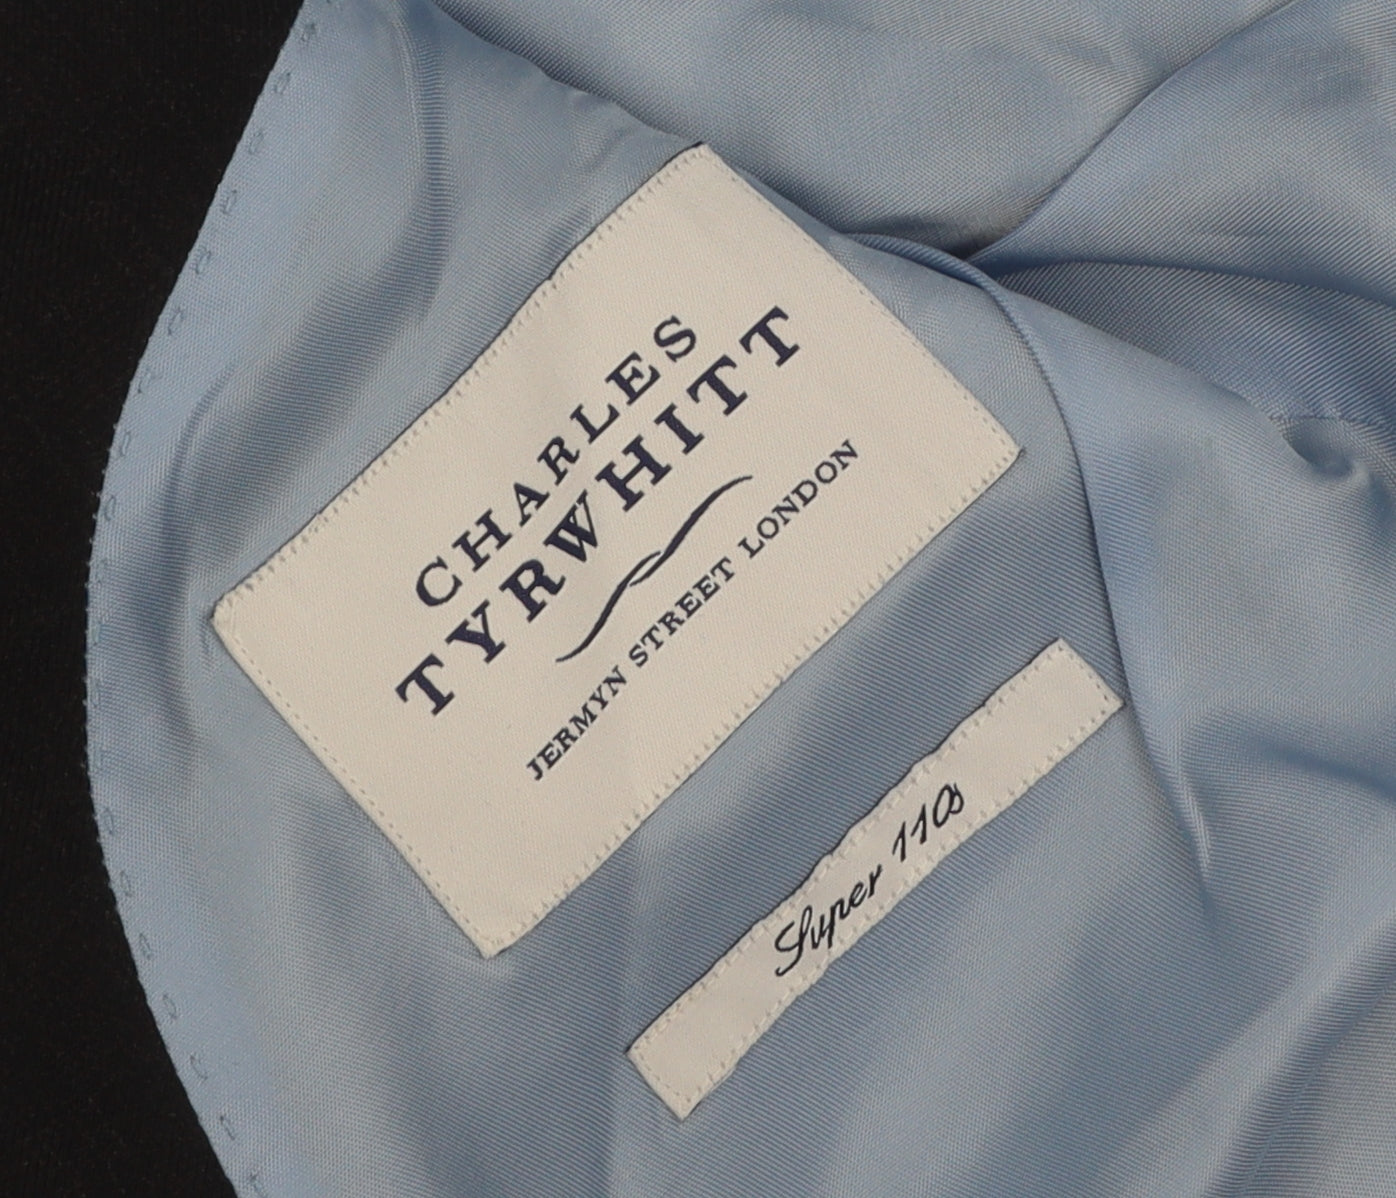 CHARLES
TYRWHITT
JERMYN STREET LONDON
Super 110s